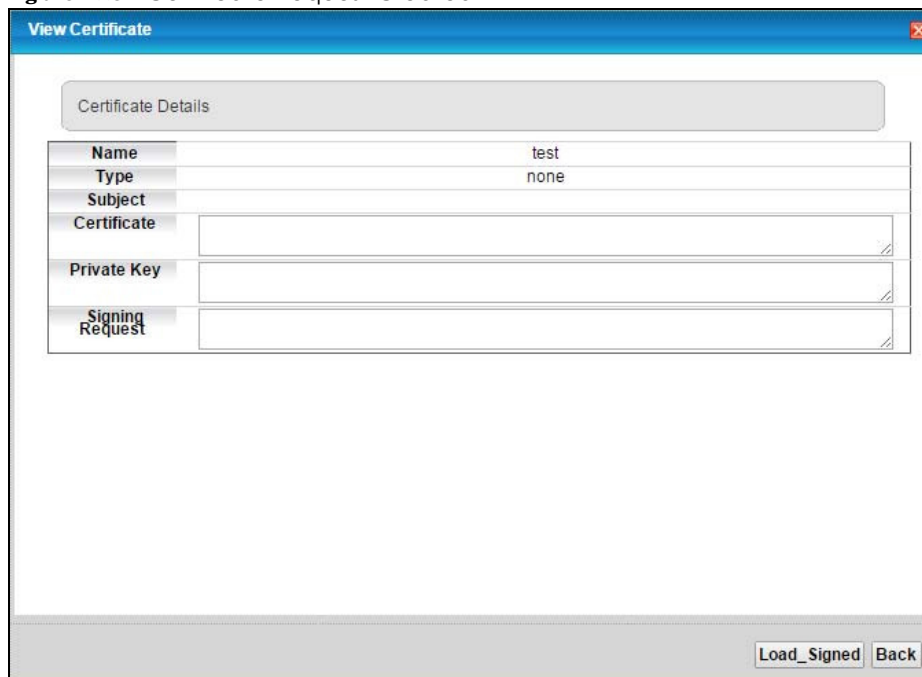 View Certificate
Certificate Details
Name test
Type none
Subject
Certificate
Private Key
Signing
Request
Load_Signed Back